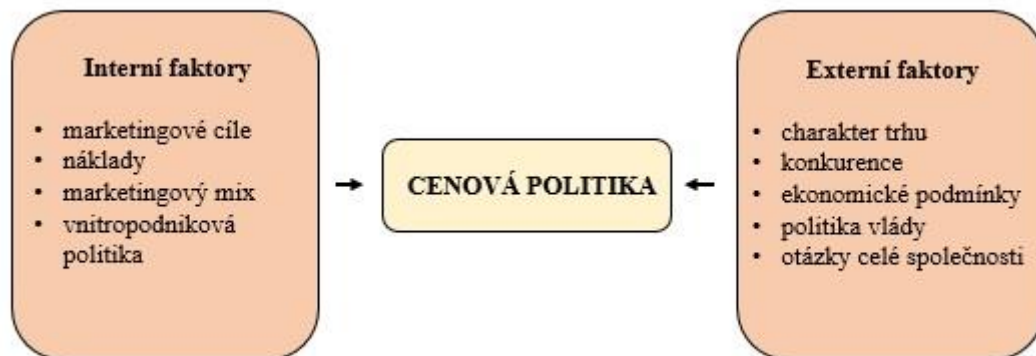 Interní faktory
• marketingové cíle
• náklady
• marketingový mix
• vnitropodniková
politika
CENOVÁ POLITIKA
Externí faktory
• charakter trhu
• konkurence
• ekonomické podmínky
• politika vlády
• otázky celé společnosti